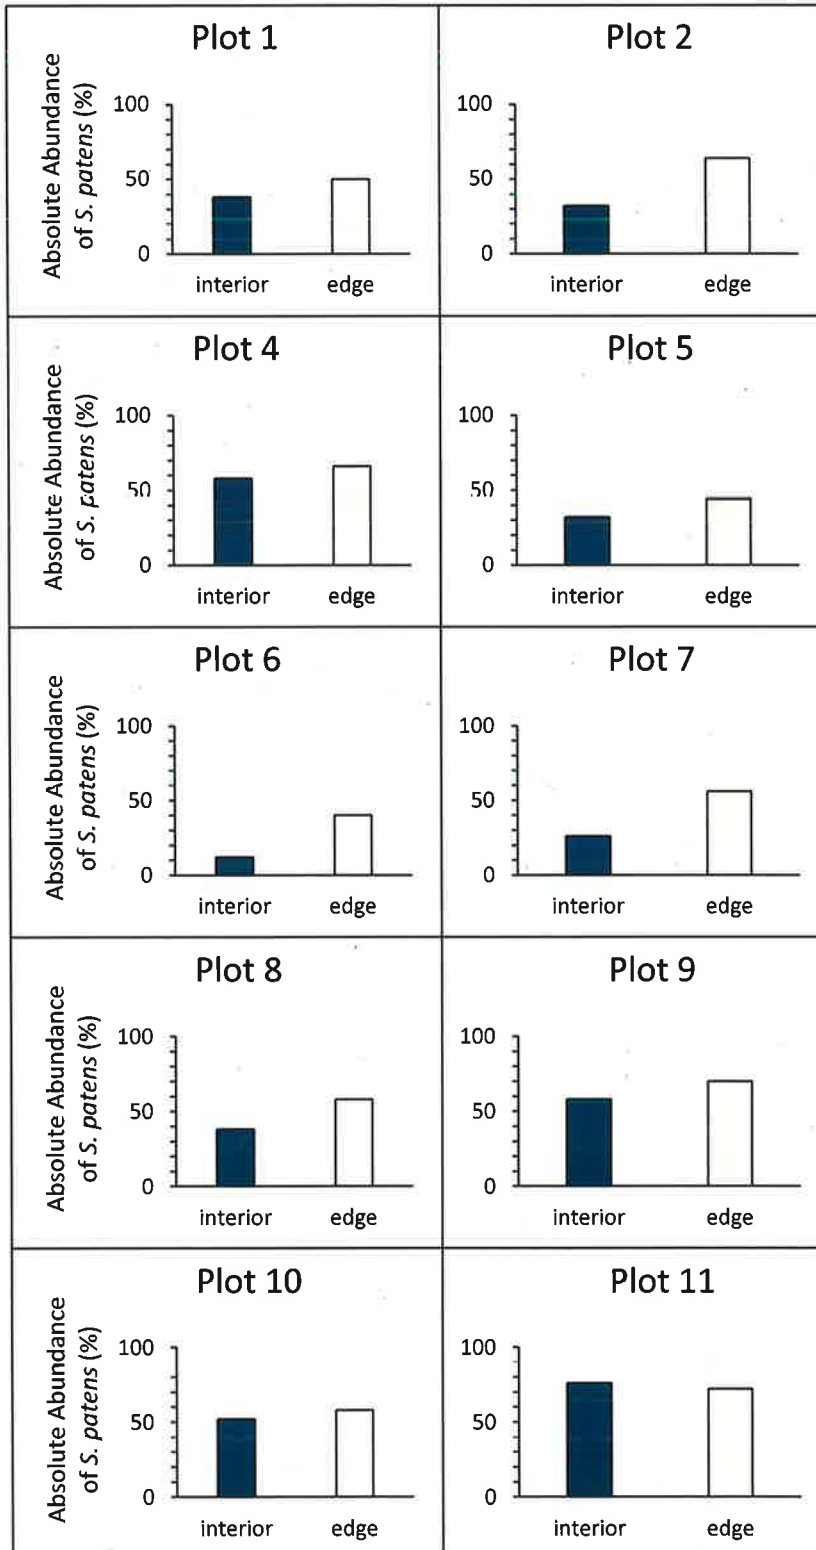 Plot 1
Absolute Abundance
of S. patens (%)
100
50
0
interior edge
Plot 2
100
50
0
interior edge
Plot 4
Absolute Abundance
of S. patens (%)
100
50
0
interior edge
Plot 5
100
50
0
interior edge
Plot 6
Absolute Abundance
of S. patens (%)
100
50
0
interior edge
Plot 7
100
50
0
interior edge
Plot 8
Absolute Abundance
of S. patens (%)
100
50
0
interior edge
Plot 9
100
50
0
interior edge
Plot 10
Absolute Abundance
of S. patens (%)
100
50
0
interior edge
Plot 11
100
50
0
interior edge